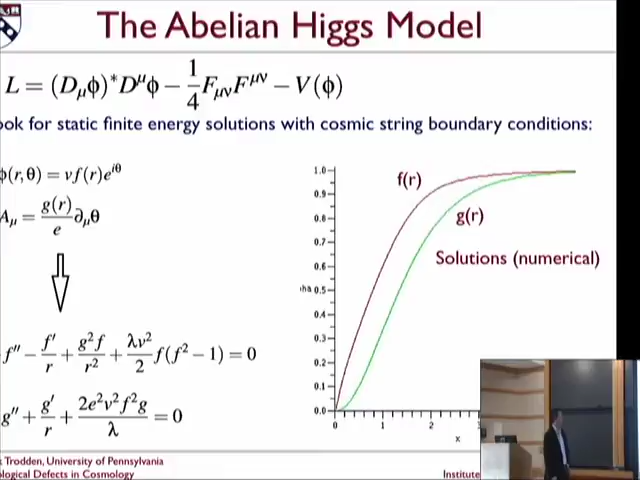 The Abelian Higgs Model
L = (D_μϕ)*D^μϕ − 1/4 F_μν F^μν − V(ϕ)
ook for static finite energy solutions with cosmic string boundary conditions:
ϕ(r,θ) = vf(r)e^{iθ}
A_μ = g(r)/e ∂_μθ
f'' − f'/r + g²f/r² + λv²/2 f(f² − 1) = 0
g'' + g'/r + 2e²v²f²g/λ = 0
f(r)
g(r)
Solutions (numerical)
1.0
0.9
0.8
0.7
0.6
0.5
0.4
0.3
0.2
0.1
0.0
0 1 2 3
x
Trodden, University of Pennsylvania
logical Defects in Cosmology
Institute